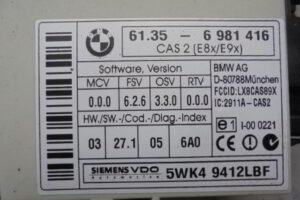 BMW
61.35 - 6 981 416
CAS 2 (E8x/E9x)
Software, Version
MCV FSV OSV RTV
0.0.0 6.2.6 3.3.0 0.0.0
HW./SW.-/Cod.-/Diag.-Index
03 27.1 05 6A0
BMW AG
D-80788München
FCCID:LX8CAS89X
IC:2911A-CAS2
e1 I-00 0221
SIEMENS VDO
Automotive
5WK4 9412LBF